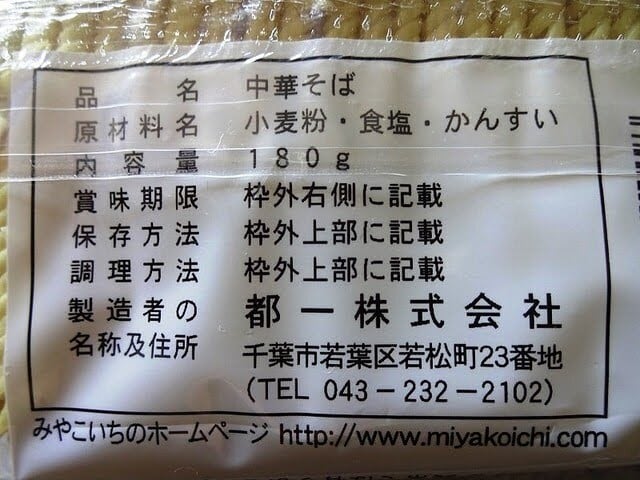 品名 中華そば
原材料名 小麦粉・食塩・かんすい
内容量 180g
賞味期限 枠外右側に記載
保存方法 枠外上部に記載
調理方法 枠外上部に記載
製造者の 都一株式会社
名称及住所 千葉市若葉区若松町23番地
(TEL 043-232-2102)
みやこいちのホームページ http://www.miyakoichi.com